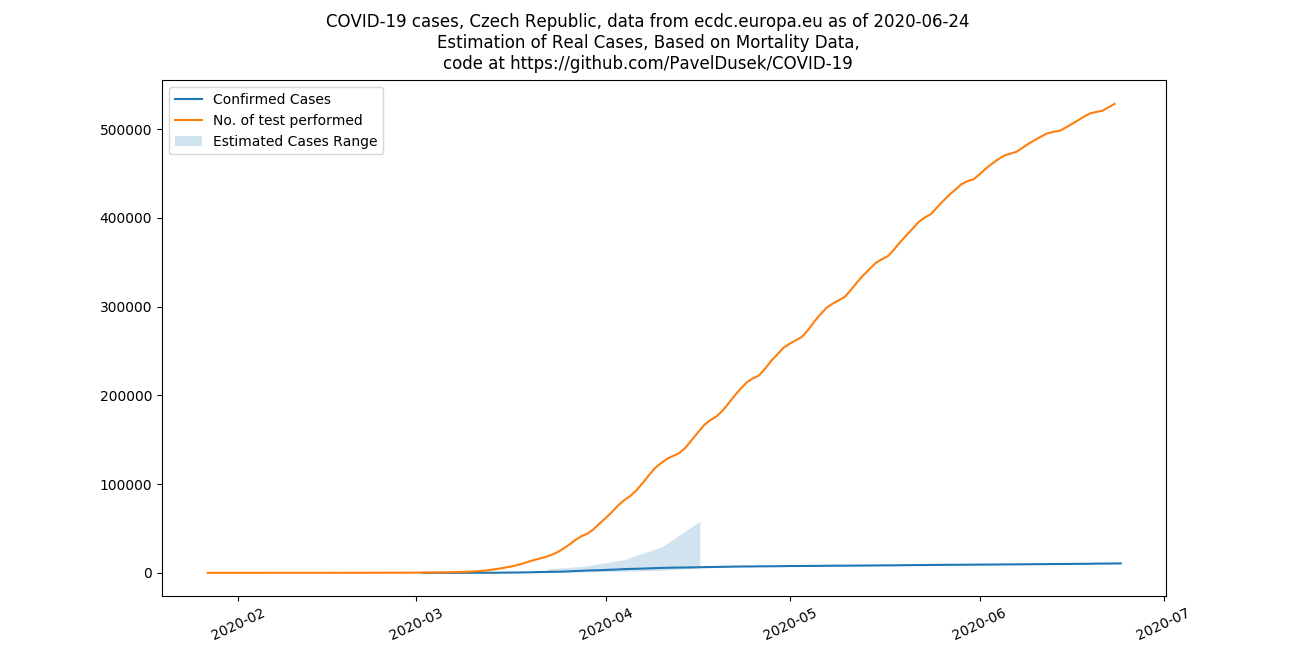 COVID-19 cases, Czech Republic, data from ecdc.europa.eu as of 2020-06-24
Estimation of Real Cases, Based on Mortality Data,
code at https://github.com/PavelDusek/COVID-19
Confirmed Cases
No. of test performed
Estimated Cases Range
500000
400000
300000
200000
100000
0
2020-02
2020-03
2020-04
2020-05
2020-06
2020-07